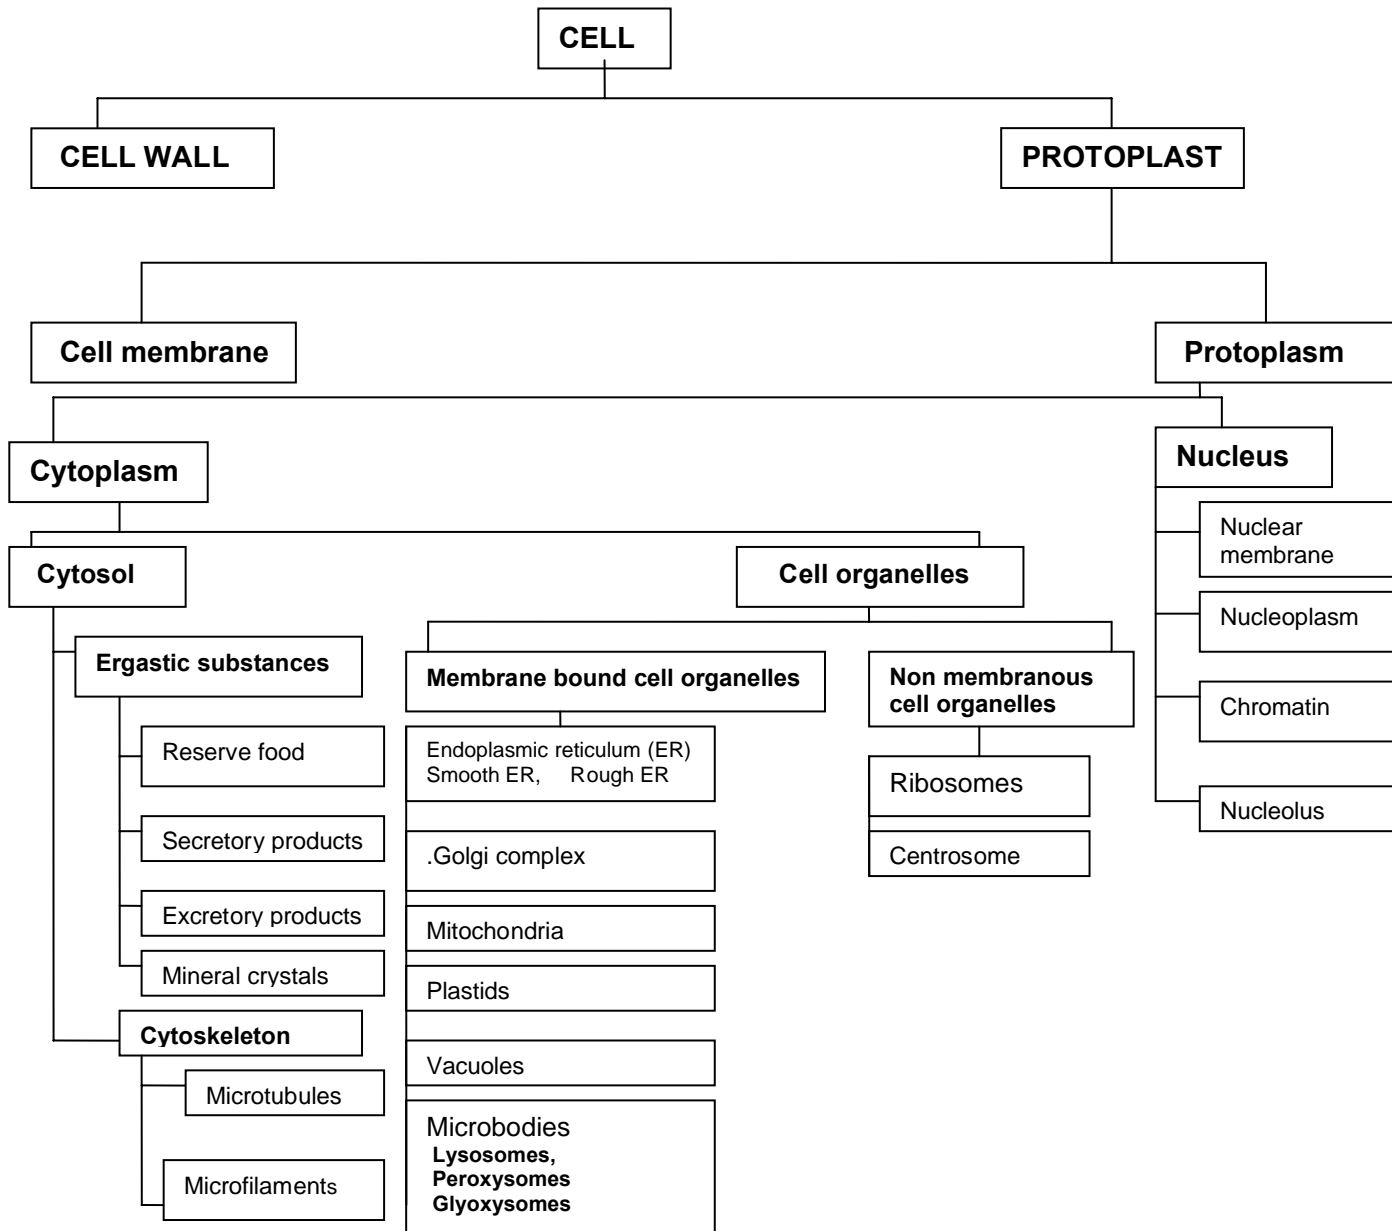 CELL
CELL WALL
PROTOPLAST
Cell membrane
Protoplasm
Cytoplasm
Nucleus
Nuclear
membrane
Nucleoplasm
Chromatin
Nucleolus
Cytosol
Cell organelles
Ergastic substances
Reserve food
Secretory products
Excretory products
Mineral crystals
Cytoskeleton
Microtubules
Microfilaments
Membrane bound cell organelles
Endoplasmic reticulum (ER)
Smooth ER, Rough ER
.Golgi complex
Mitochondria
Plastids
Vacuoles
Microbodies
Lysosomes,
Peroxysomes
Glyoxysomes
Non membranous
cell organelles
Ribosomes
Centrosome